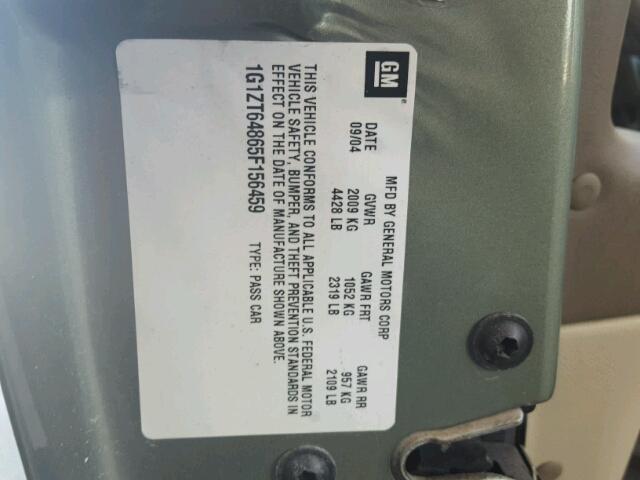 GM
MFD BY GENERAL MOTORS CORP
DATE GVWR GAWR FRT GAWR RR
09/04 2009 KG 1052 KG 957 KG
4428 LB 2319 LB 2109 LB
THIS VEHICLE CONFORMS TO ALL APPLICABLE U.S. FEDERAL MOTOR
VEHICLE SAFETY, BUMPER, AND THEFT PREVENTION STANDARDS IN
EFFECT ON THE DATE OF MANUFACTURE SHOWN ABOVE.
1G1ZT64865F156459 TYPE: PASS CAR